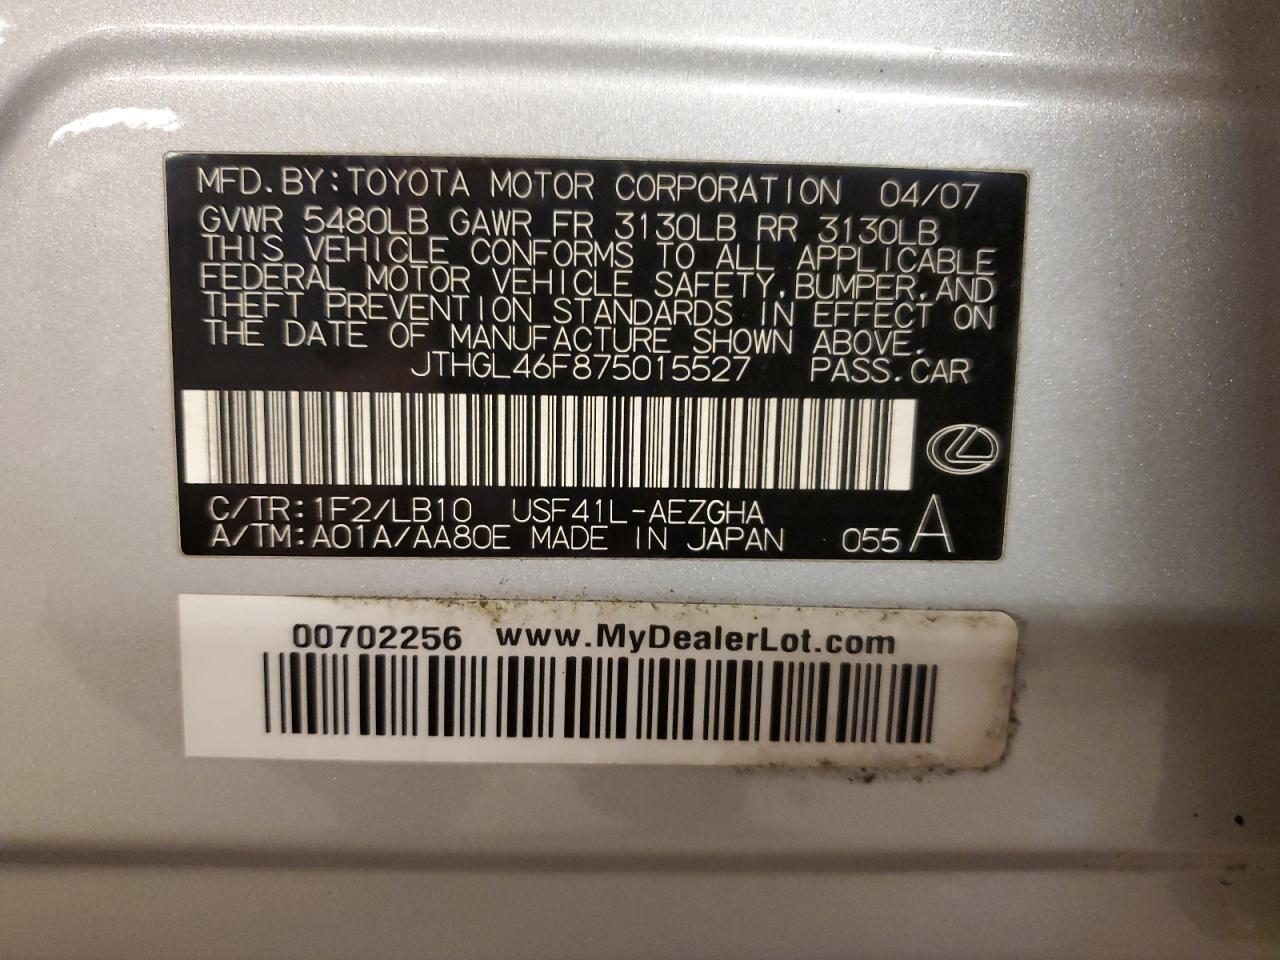 MFD.BY:TOYOTA MOTOR CORPORATION 04/07
GVWR 5480LB GAWR FR 3130LB RR 3130LB
THIS VEHICLE CONFORMS TO ALL APPLICABLE
FEDERAL MOTOR VEHICLE SAFETY,BUMPER,AND
THEFT PREVENTION STANDARDS IN EFFECT ON
THE DATE OF MANUFACTURE SHOWN ABOVE.
JTHGL46F875015527 PASS.CAR
C/TR:1F2/LB10 USF41L-AEZGHA
A/TM:A01A/AA80E MADE IN JAPAN 055 A
00702256 www.MyDealerLot.com